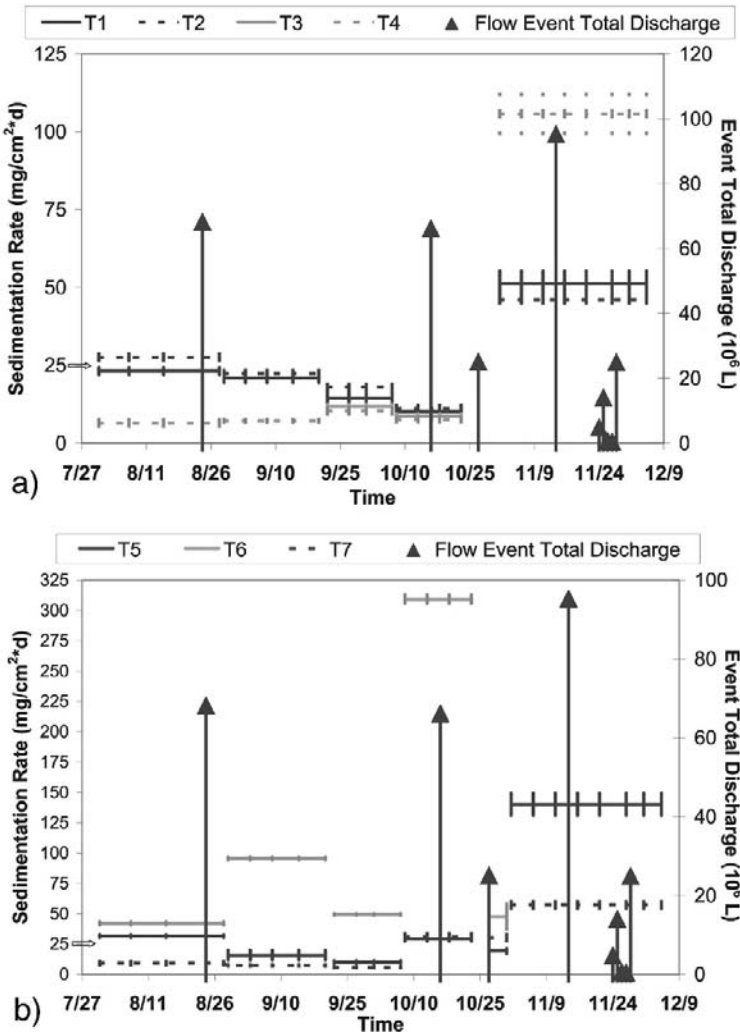 T1 T2 T3 T4 Flow Event Total Discharge
125
100
75
50
25
0
Sedimentation Rate (mg/cm²*d)
120
100
80
60
40
20
0
Event Total Discharge (10⁶ L)
7/27 8/11 8/26 9/10 9/25 10/10 10/25 11/9 11/24 12/9
Time
a)
T5 T6 T7 Flow Event Total Discharge
325
300
275
250
225
200
175
150
125
100
75
50
25
0
Sedimentation Rate (mg/cm²*d)
100
80
60
40
20
0
Event Total Discharge (10⁶ L)
7/27 8/11 8/26 9/10 9/25 10/10 10/25 11/9 11/24 12/9
Time
b)